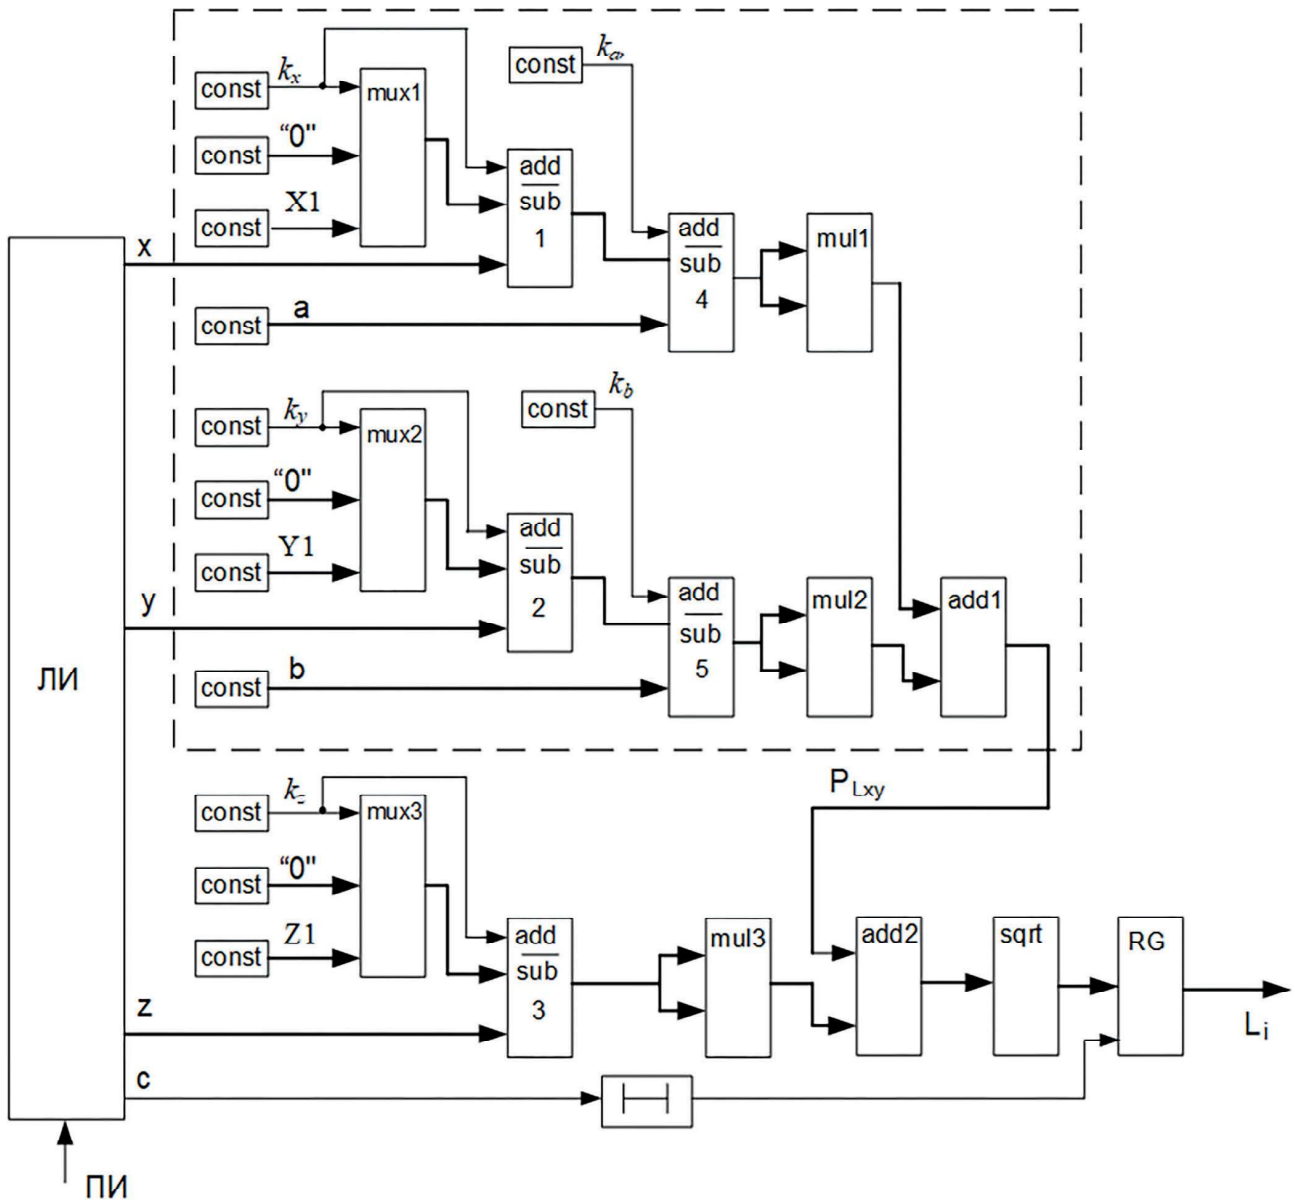 const kx mux1
const "0"
const X1
const ka
add
sub
1
x
const a
add
sub
4
mul1
const ky mux2
const "0"
const Y1
const kb
add
sub
2
y
const b
add
sub
5
mul2
add1
ЛИ
PLxy
const kz mux3
const "0"
const Z1
add
sub
3
mul3
add2
sqrt
RG
z
Li
c
ПИ